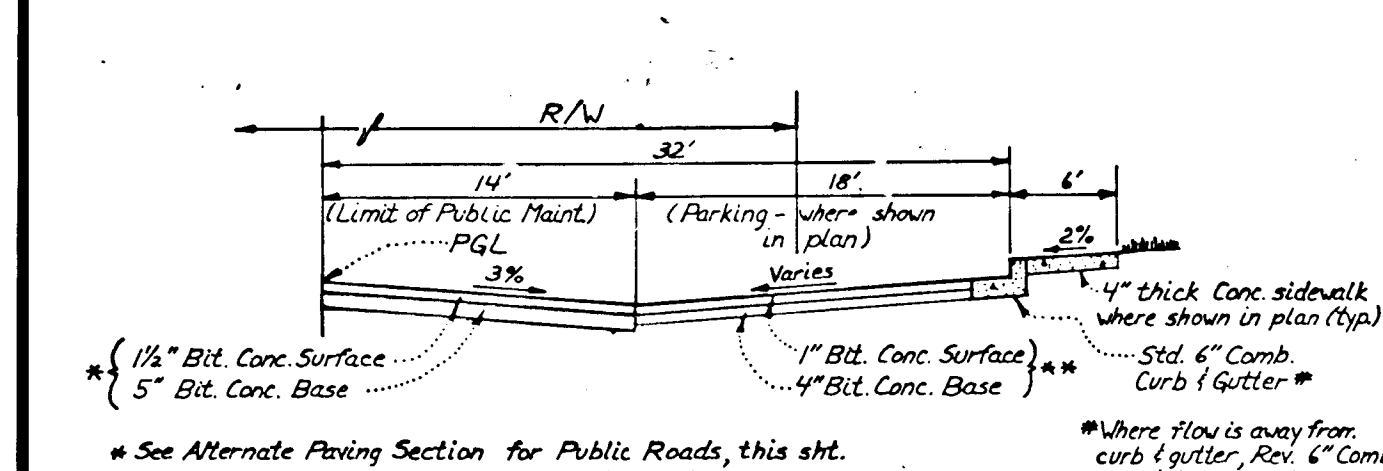 R/W
32'
14'
18'
6'
(Limit of Public Maint.)
(Parking - where shown
in plan)
PGL
3%
Varies
2%
4" thick Conc. sidewalk
where shown in plan (typ.)
* { 1½" Bit. Conc. Surface
5" Bit. Conc. Base
1" Bit. Conc. Surface } **
4" Bit. Conc. Base
Std. 6" Comb.
Curb & Gutter #
* See Alternate Paving Section for Public Roads, this sht.
# Where flow is away from
curb & gutter, Rev. 6"